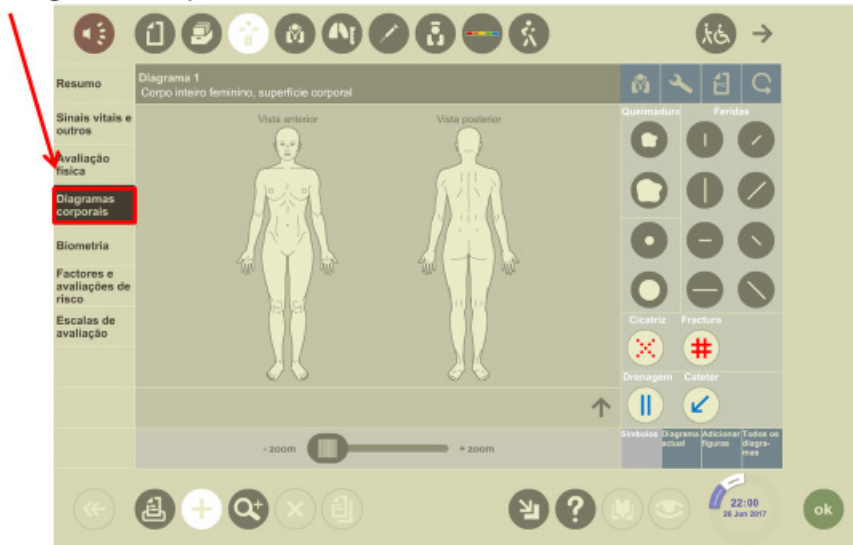 Resumo
Sinais vitais e
outros
Avaliação
física
Diagramas
corporais
Biometria
Factores e
avaliações de
risco
Escalas de
avaliação
Diagrama 1
Corpo inteiro feminino, superfície corporal
Vista anterior
Vista posterior
- zoom
+ zoom
Queimadura
Feridas
Cicatriz
Fractura
Drenagem
Cateter
Símbolos
Diagrama
actual
Adicionar
figuras
Todos os
diagra-
mas
22:00
26 Jun 2017
ok